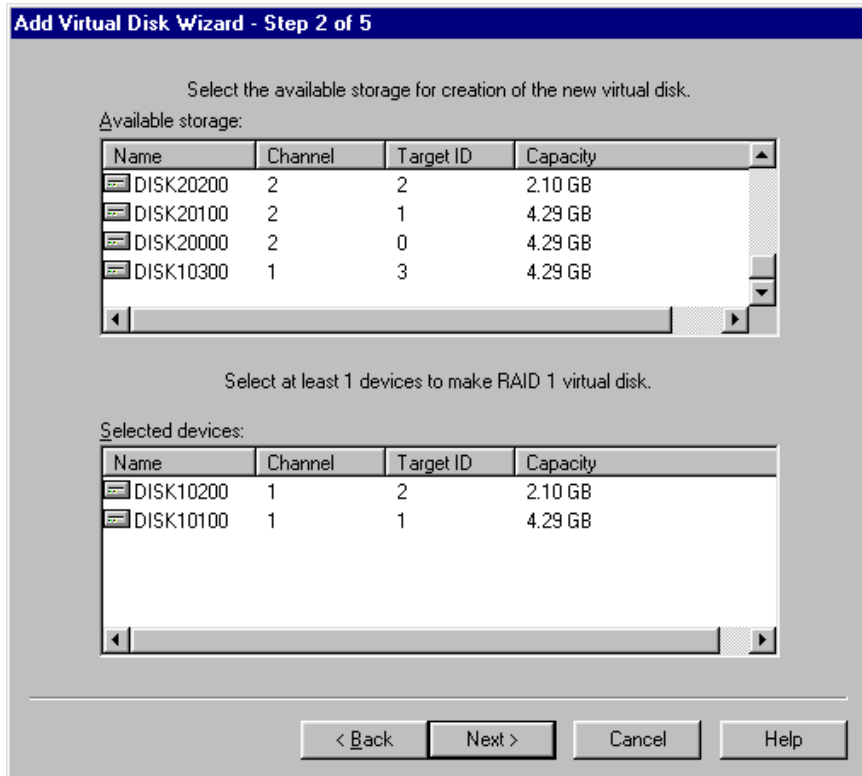 Add Virtual Disk Wizard - Step 2 of 5
Select the available storage for creation of the new virtual disk.
Available storage:
Name Channel Target ID Capacity
DISK20200 2 2 2.10 GB
DISK20100 2 1 4.29 GB
DISK20000 2 0 4.29 GB
DISK10300 1 3 4.29 GB
Select at least 1 devices to make RAID 1 virtual disk.
Selected devices:
Name Channel Target ID Capacity
DISK10200 1 2 2.10 GB
DISK10100 1 1 4.29 GB
< Back Next > Cancel Help